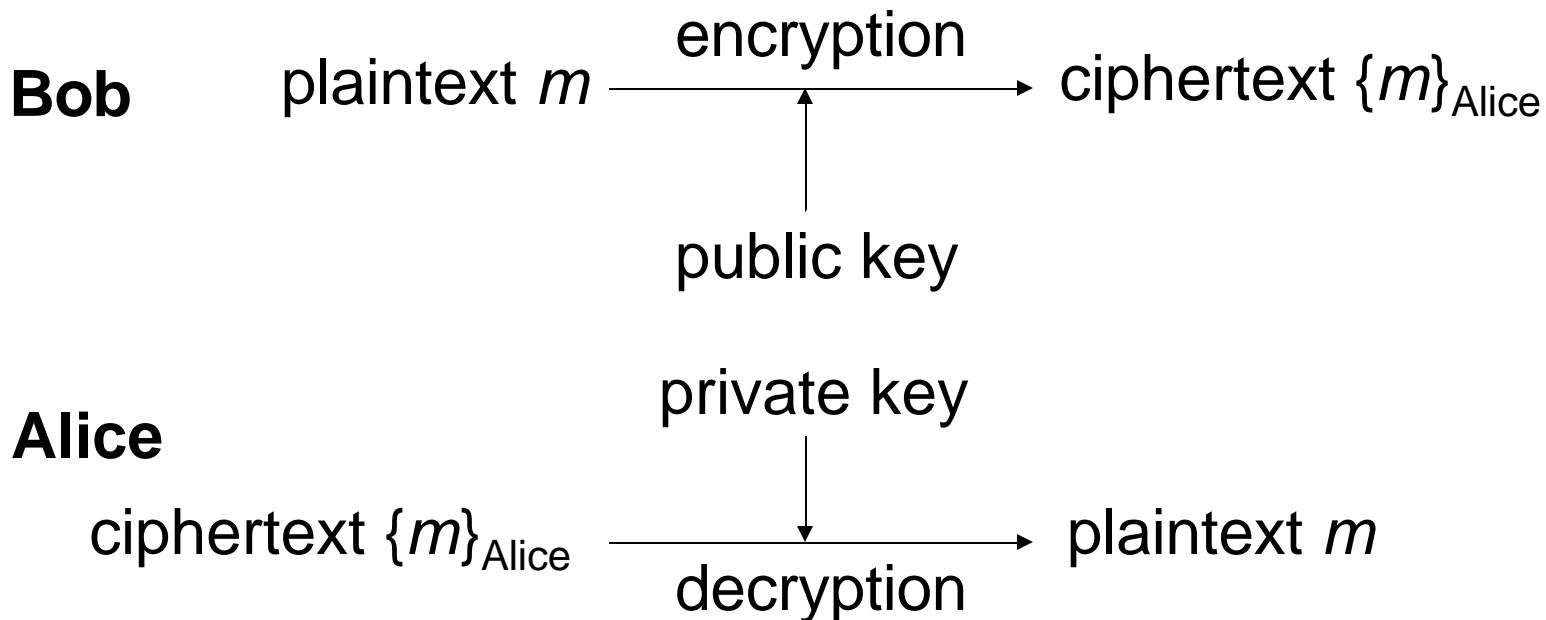 encryption
Bob plaintext m ciphertext {m}Alice
public key
private key
Alice
ciphertext {m}Alice plaintext m
decryption